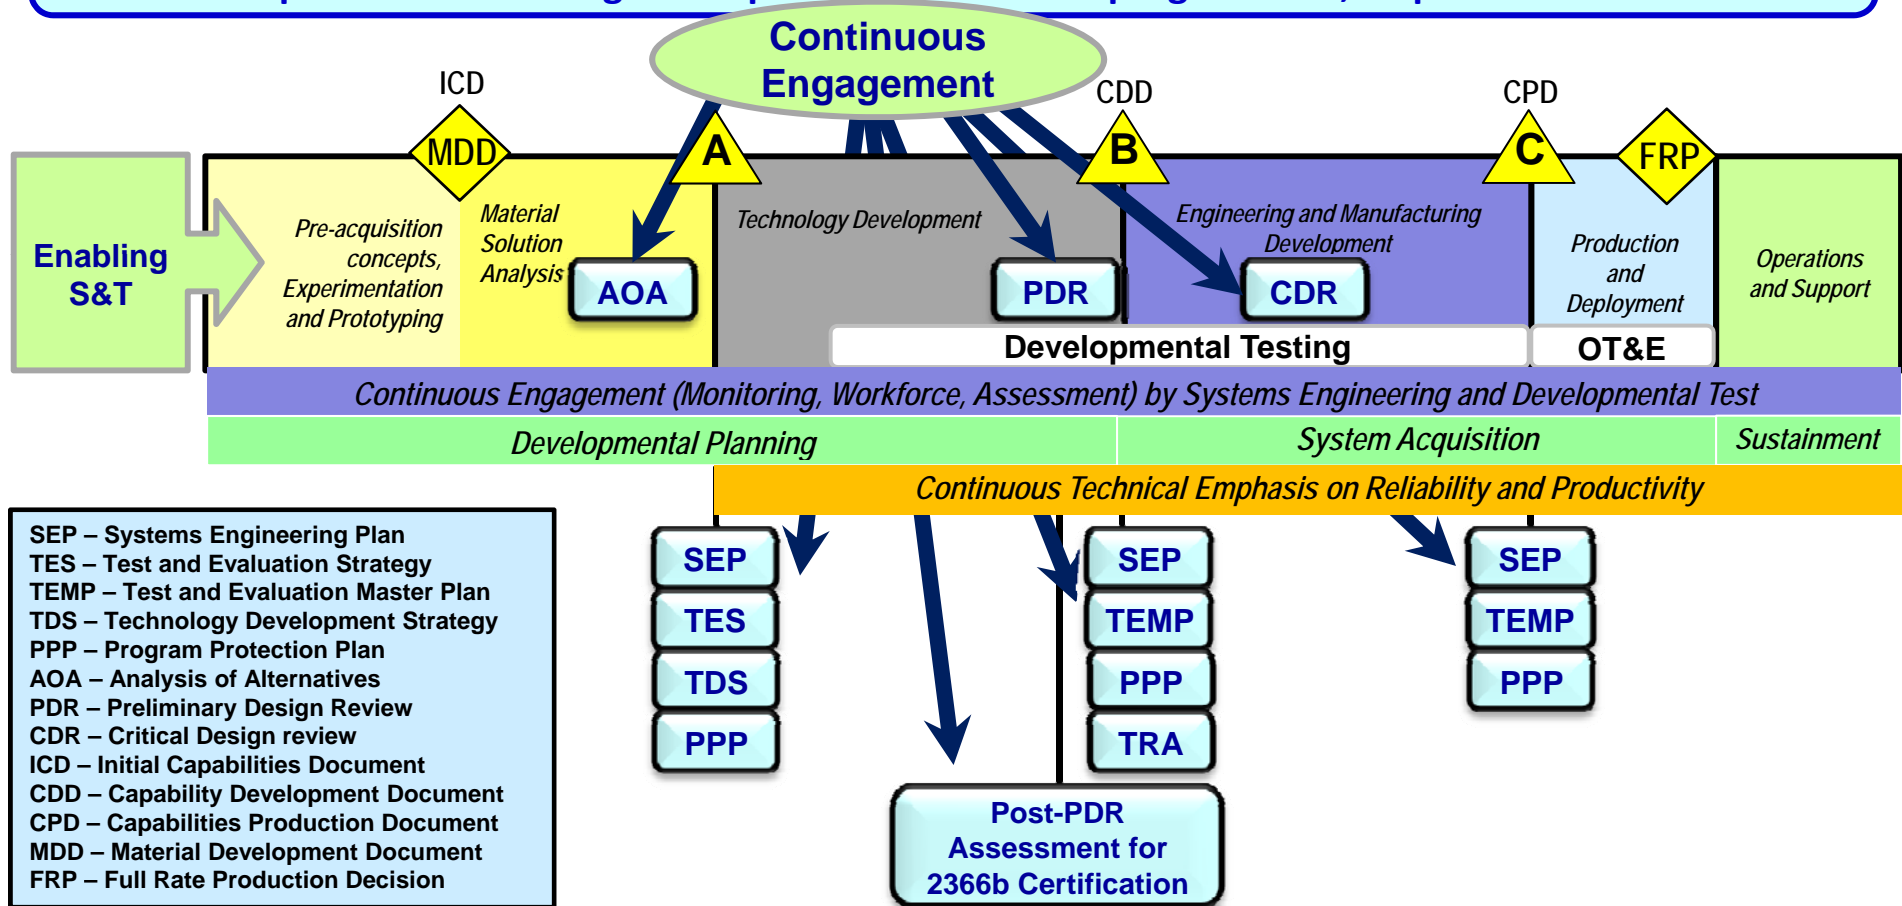 Continuous
Engagement
ICD
CDD
CPD
MDD
A
B
C
FRP
Enabling
S&T
Pre-acquisition
concepts,
Experimentation
and Prototyping
Material
Solution
Analysis
AOA
Technology Development
PDR
Engineering and Manufacturing
Development
CDR
Production
and
Deployment
Operations
and Support
Developmental Testing
OT&E
Continuous Engagement (Monitoring, Workforce, Assessment) by Systems Engineering and Developmental Test
Developmental Planning
System Acquisition
Sustainment
Continuous Technical Emphasis on Reliability and Productivity
SEP – Systems Engineering Plan
TES – Test and Evaluation Strategy
TEMP – Test and Evaluation Master Plan
TDS – Technology Development Strategy
PPP – Program Protection Plan
AOA – Analysis of Alternatives
PDR – Preliminary Design Review
CDR – Critical Design review
ICD – Initial Capabilities Document
CDD – Capability Development Document
CPD – Capabilities Production Document
MDD – Material Development Document
FRP – Full Rate Production Decision
SEP
TES
TDS
PPP
SEP
TEMP
PPP
TRA
SEP
TEMP
PPP
Post-PDR
Assessment for
2366b Certification